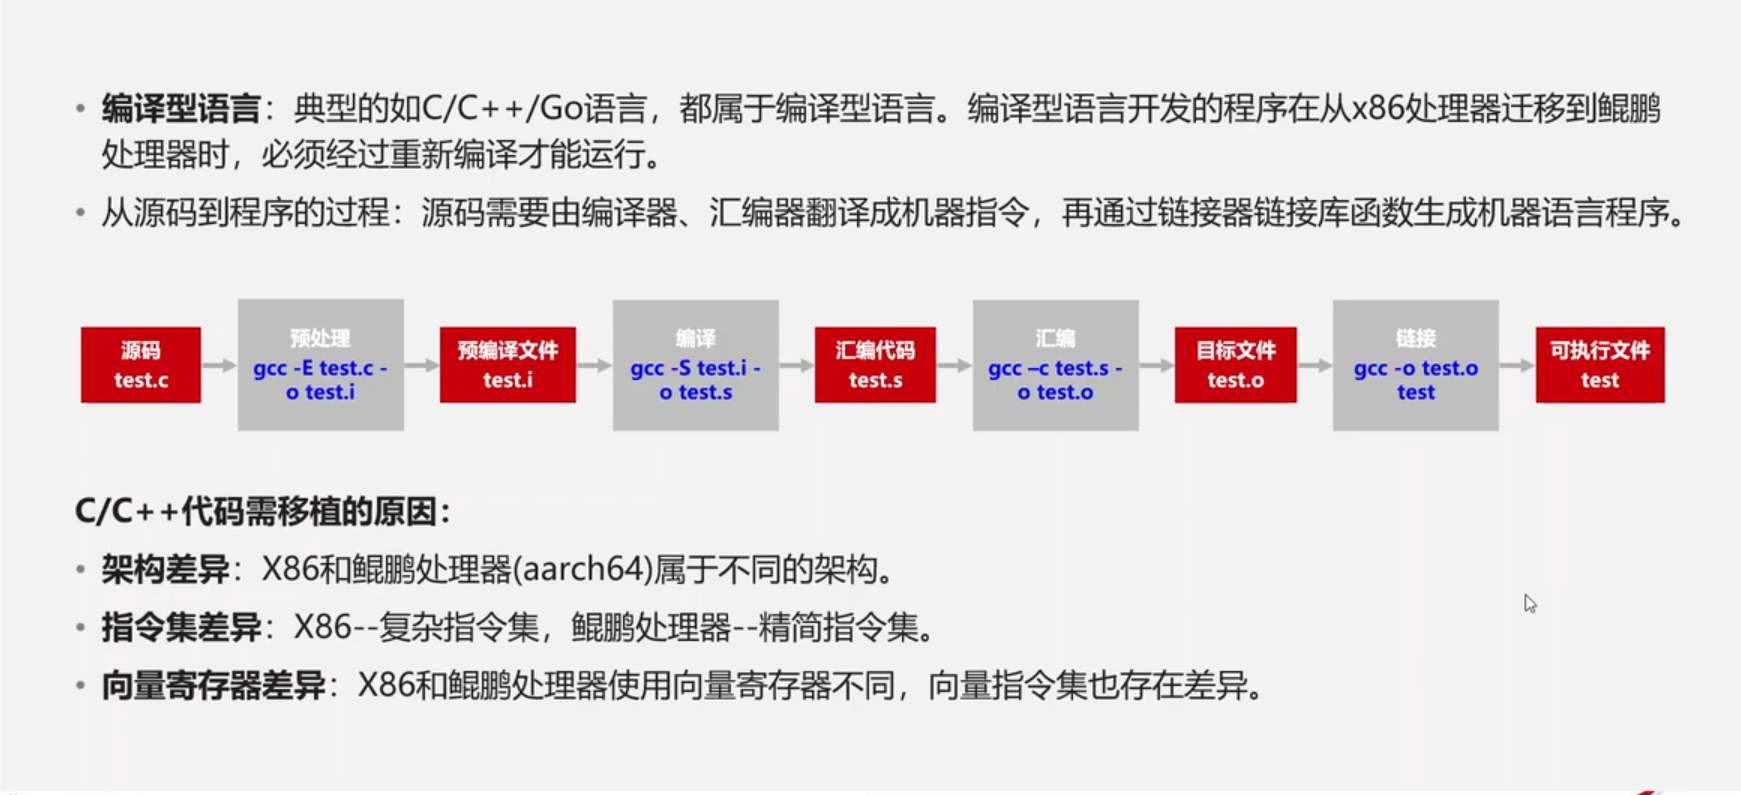 • 编译型语言：典型的如C/C++/Go语言，都属于编译型语言。编译型语言开发的程序在从x86处理器迁移到鲲鹏
处理器时，必须经过重新编译才能运行。
• 从源码到程序的过程：源码需要由编译器、汇编器翻译成机器指令，再通过链接器链接库函数生成机器语言程序。
源码
test.c
预处理
gcc -E test.c -
o test.i
预编译文件
test.i
编译
gcc -S test.i -
o test.s
汇编代码
test.s
汇编
gcc –c test.s -
o test.o
目标文件
test.o
链接
gcc -o test.o
test
可执行文件
test
C/C++代码需移植的原因：
• 架构差异：X86和鲲鹏处理器(aarch64)属于不同的架构。
• 指令集差异：X86--复杂指令集，鲲鹏处理器--精简指令集。
• 向量寄存器差异：X86和鲲鹏处理器使用向量寄存器不同，向量指令集也存在差异。